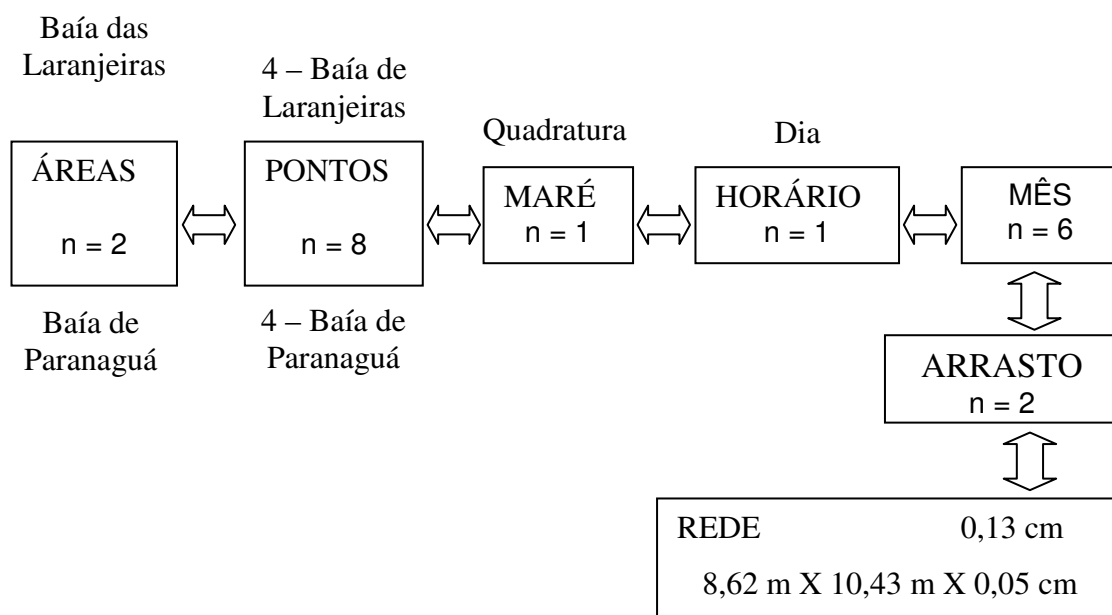 Baía das
Laranjeiras
4 – Baía de
Laranjeiras
Quadratura
Dia
ÁREAS
n = 2
PONTOS
n = 8
MARÉ
n = 1
HORÁRIO
n = 1
MÊS
n = 6
Baía de
Paranaguá
4 – Baía de
Paranaguá
ARRASTO
n = 2
REDE 0,13 cm
8,62 m X 10,43 m X 0,05 cm